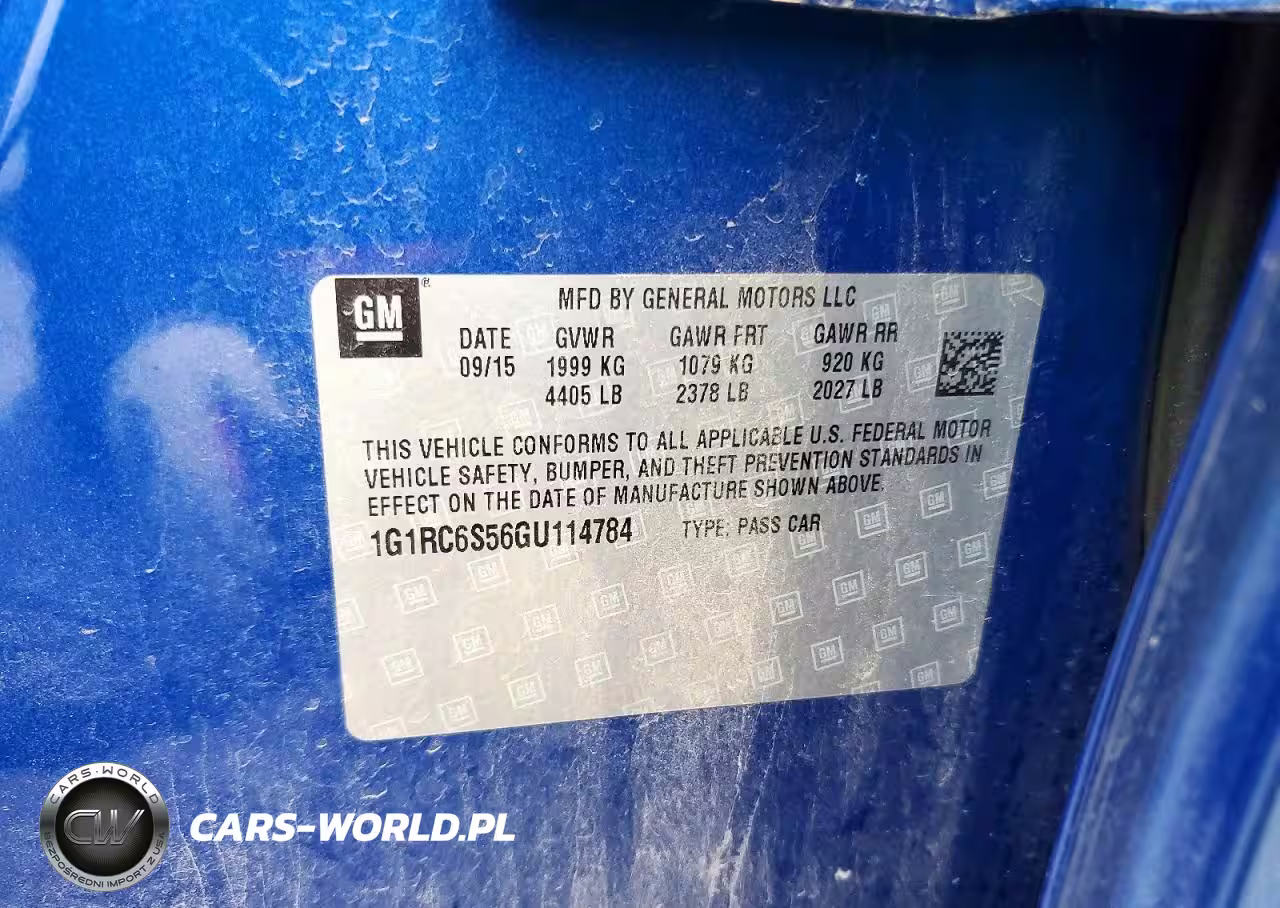 GM®
MFD BY GENERAL MOTORS LLC
DATE GVWR GAWR FRT GAWR RR
09/15 1999 KG 1079 KG 920 KG
4405 LB 2378 LB 2027 LB
THIS VEHICLE CONFORMS TO ALL APPLICABLE U.S. FEDERAL MOTOR
VEHICLE SAFETY, BUMPER, AND THEFT PREVENTION STANDARDS IN
EFFECT ON THE DATE OF MANUFACTURE SHOWN ABOVE.
1G1RC6S56GU114784 TYPE: PASS CAR
CARS-WORLD
CW
BEZPOŚREDNI IMPORT Z USA
CARS-WORLD.PL